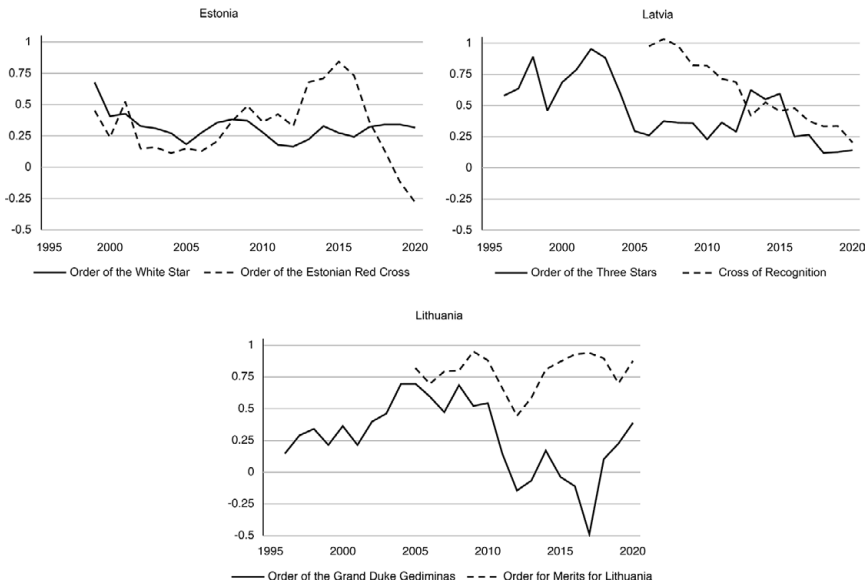 Estonia
1
0.75
0.5
0.25
0
-0.25
-0.5
1995 2000 2005 2010 2015 2020
Order of the White Star Order of the Estonian Red Cross
Latvia
1
0.75
0.5
0.25
0
-0.25
-0.5
1995 2000 2005 2010 2015 2020
Order of the Three Stars Cross of Recognition
Lithuania
1
0.75
0.5
0.25
0
-0.25
-0.5
1995 2000 2005 2010 2015 2020
Order of the Grand Duke Gediminas Order for Merits for Lithuania